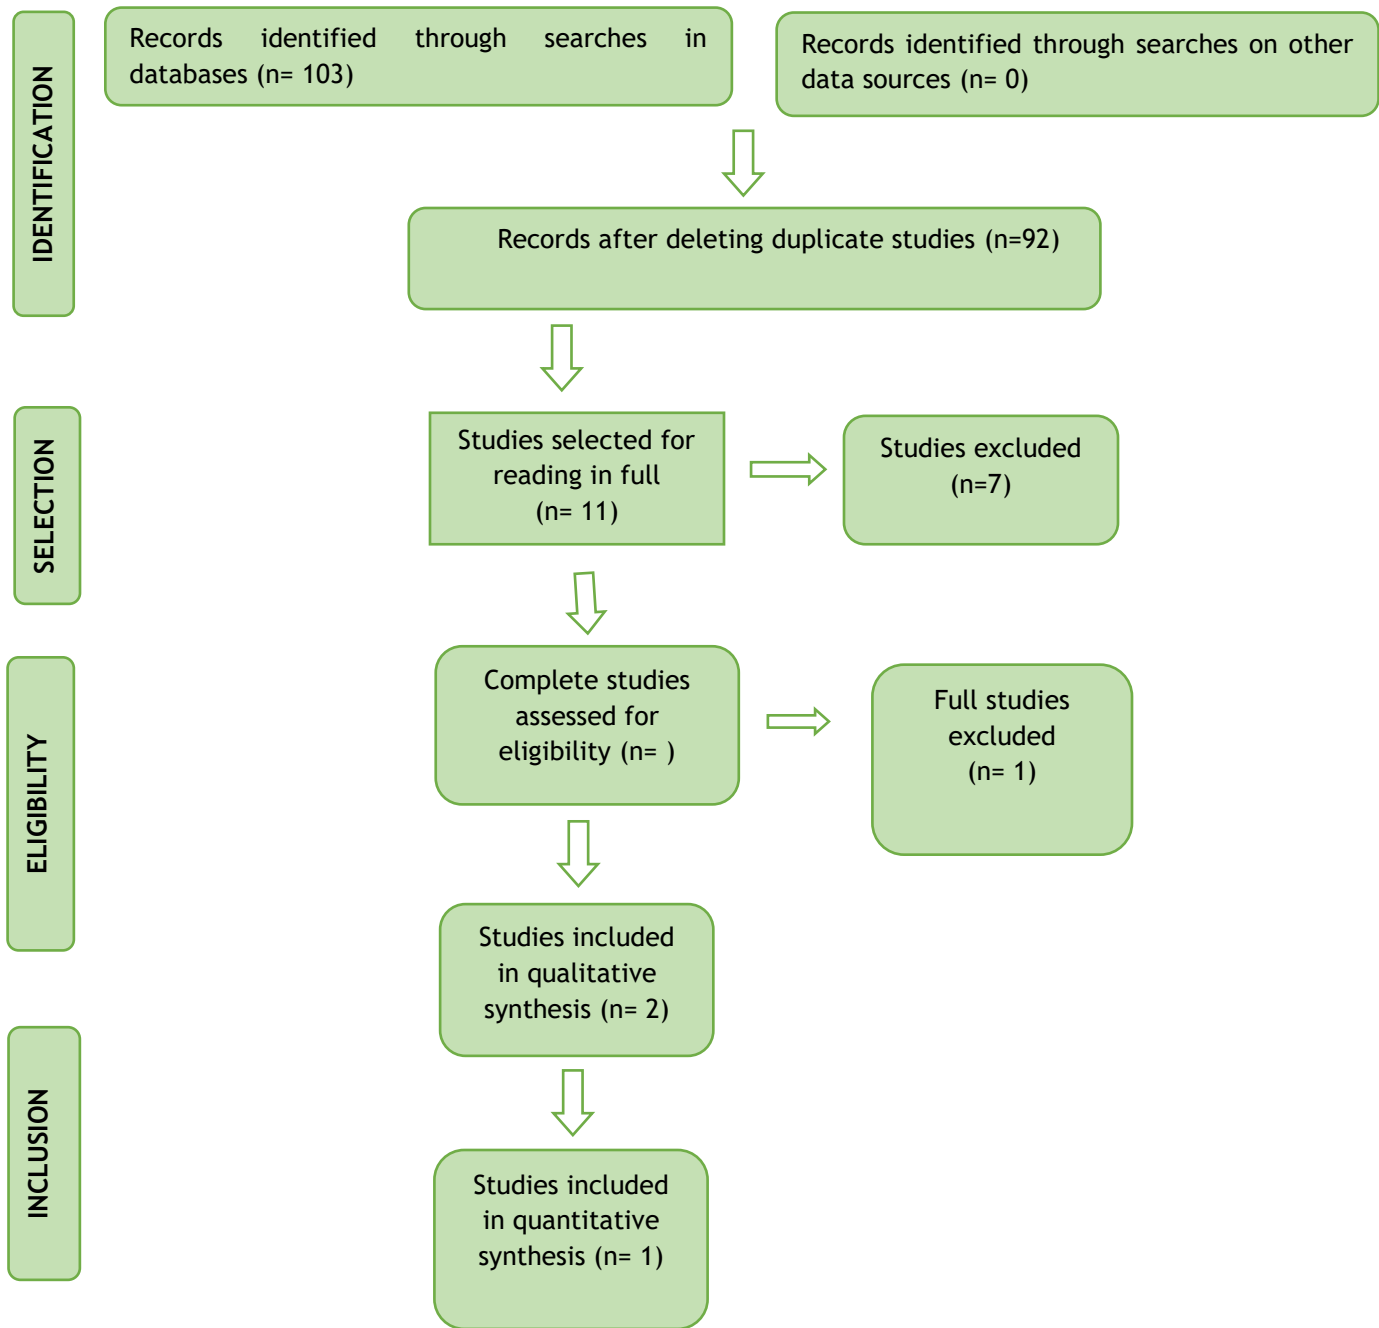 IDENTIFICATION
Records identified through searches in
databases (n= 103)
Records identified through searches on other
data sources (n= 0)
Records after deleting duplicate studies (n=92)
SELECTION
Studies selected for
reading in full
(n= 11)
Studies excluded
(n=7)
ELIGIBILITY
Complete studies
assessed for
eligibility (n= )
Full studies
excluded
(n= 1)
Studies included
in qualitative
synthesis (n= 2)
INCLUSION
Studies included
in quantitative
synthesis (n= 1)